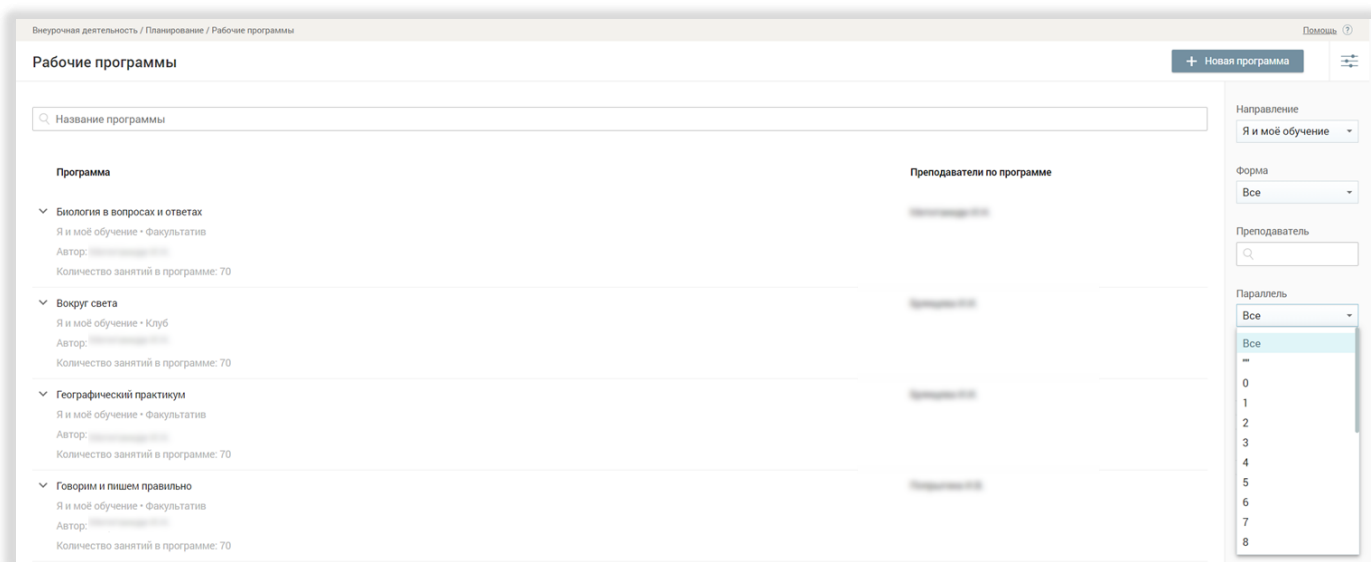 Внеурочная деятельность / Планирование / Рабочие программы
Помощь ?
Рабочие программы
+ Новая программа
Название программы
Программа
Преподаватели по программе
Биология в вопросах и ответах
Я и моё обучение • Факультатив
Автор:
Количество занятий в программе: 70
Вокруг света
Я и моё обучение • Клуб
Автор:
Количество занятий в программе: 70
Географический практикум
Я и моё обучение • Факультатив
Автор:
Количество занятий в программе: 70
Говорим и пишем правильно
Я и моё обучение • Факультатив
Автор:
Количество занятий в программе: 70
Направление
Я и моё обучение
Форма
Все
Преподаватель
Параллель
Все
Все
""
0
1
2
3
4
5
6
7
8